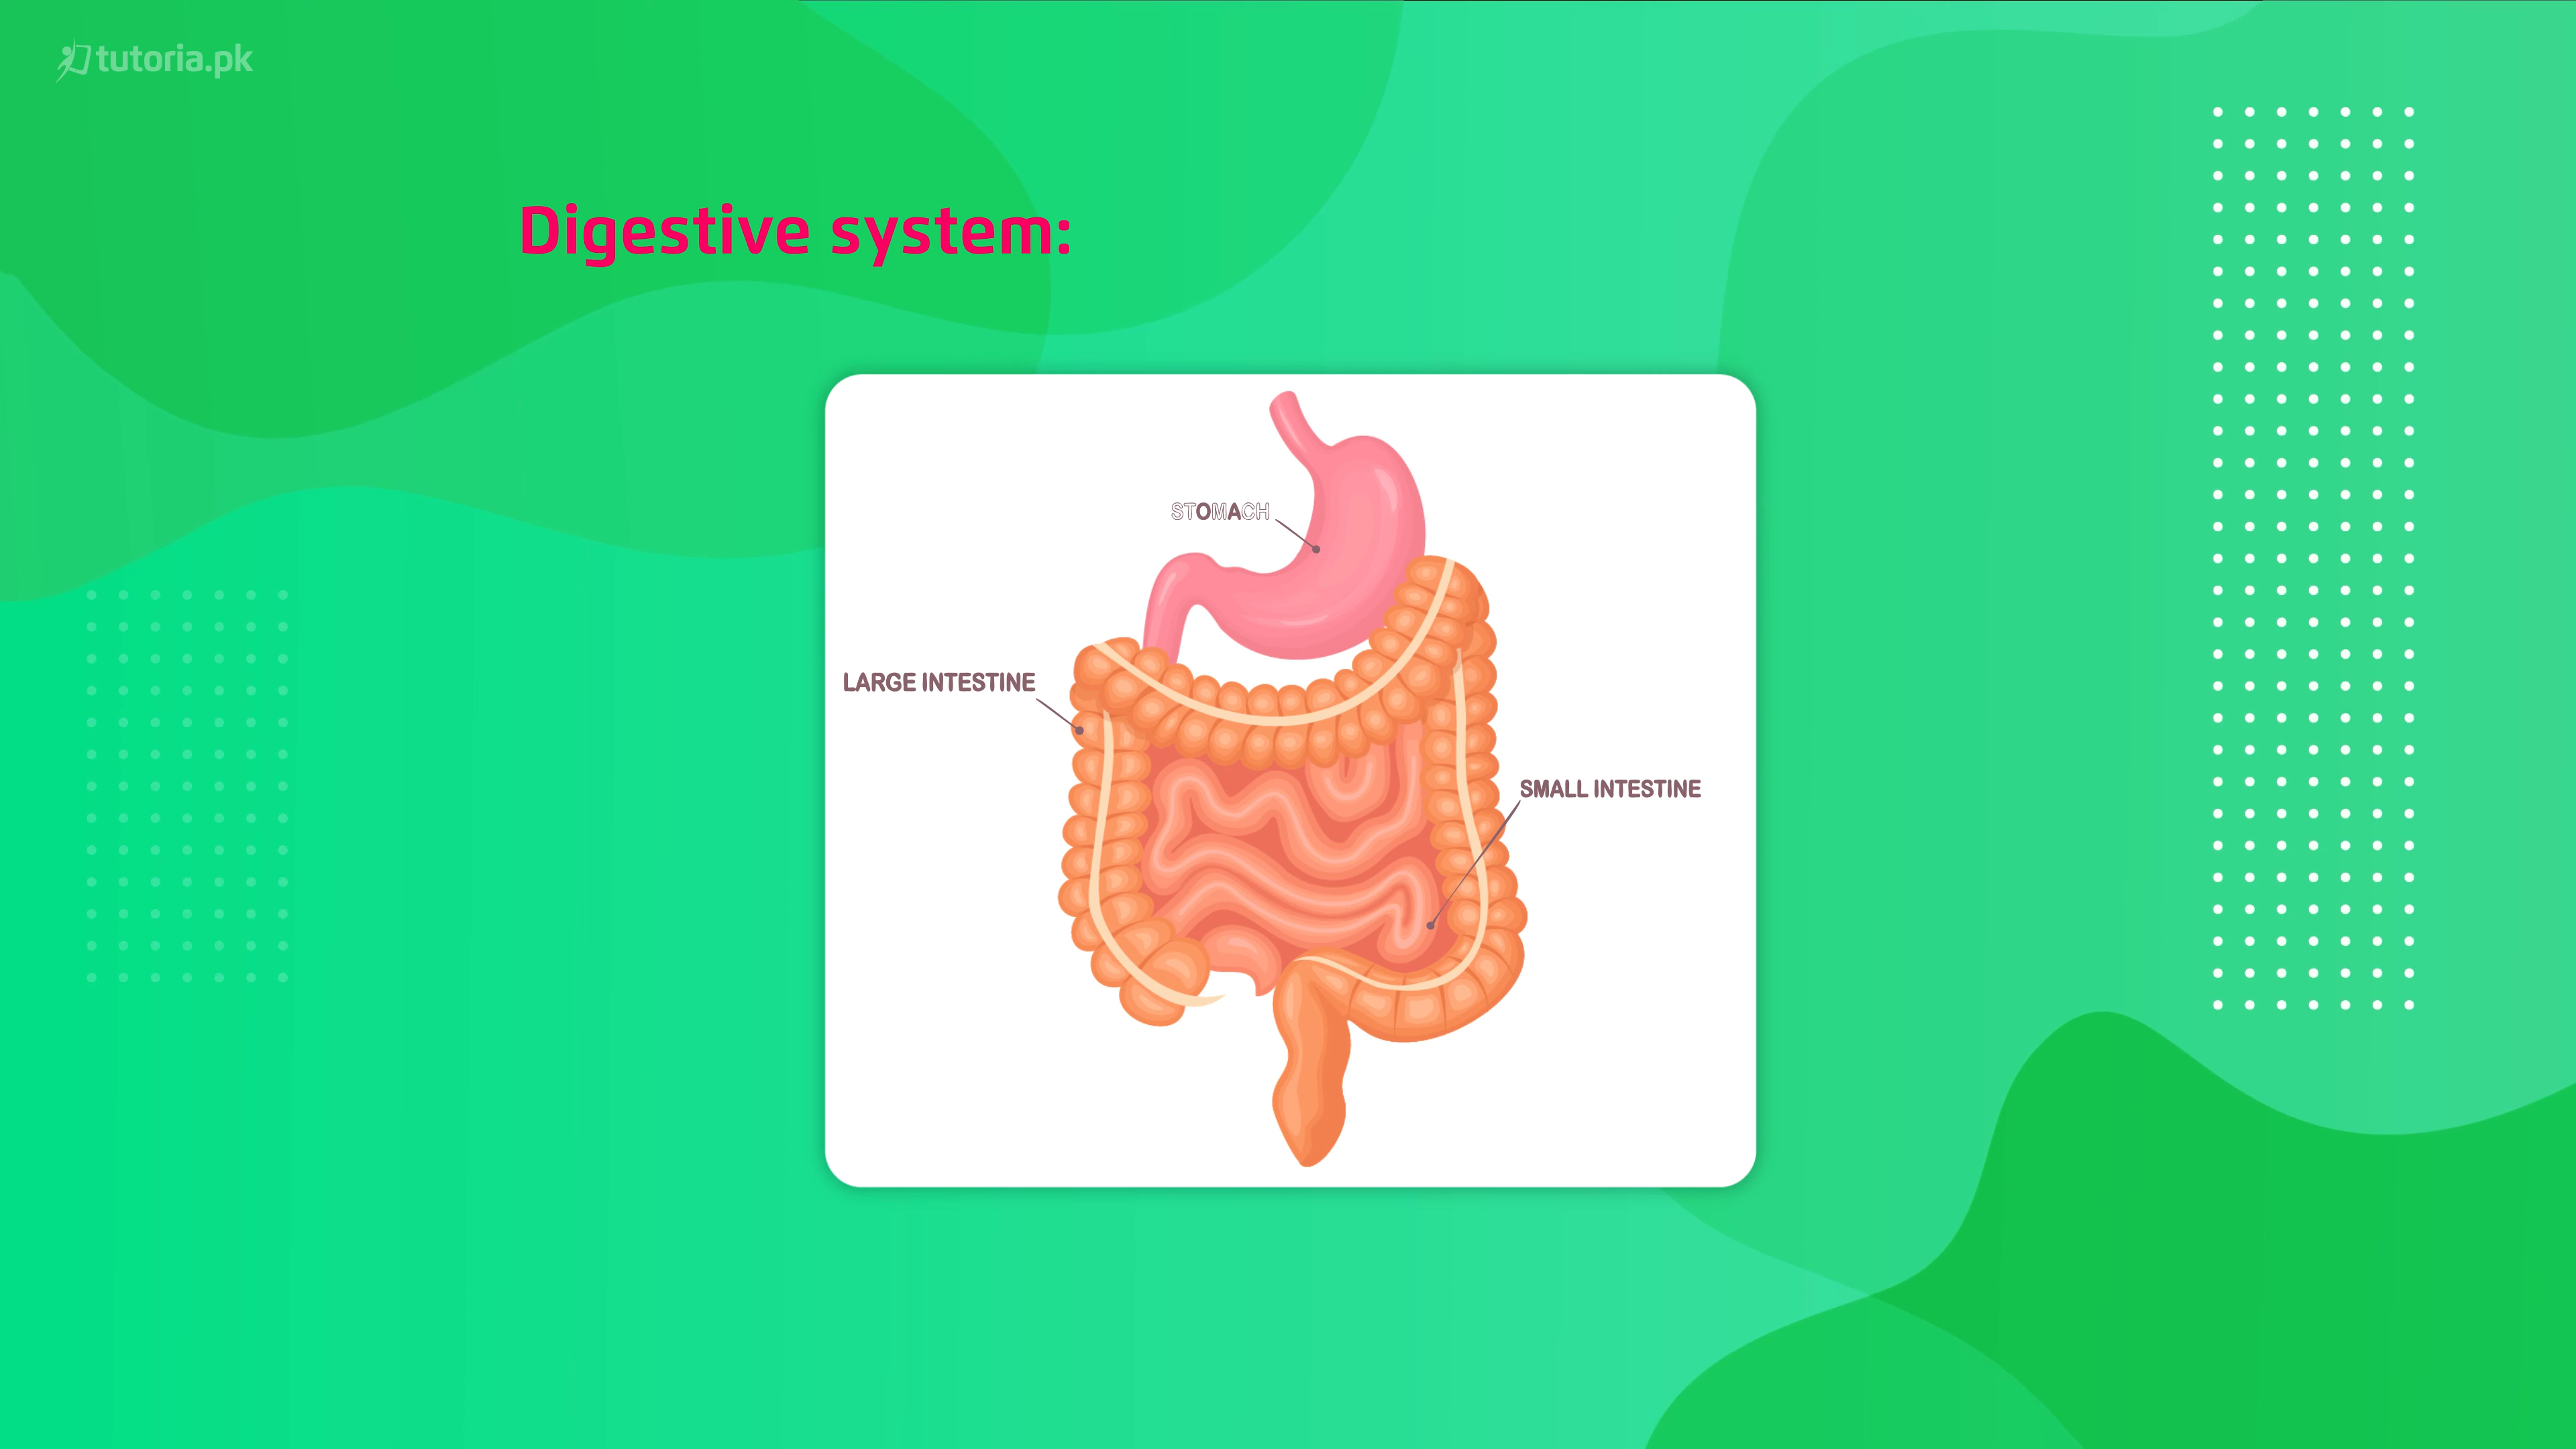 tutoria.pk
Digestive system:
STOMACH
LARGE INTESTINE
SMALL INTESTINE